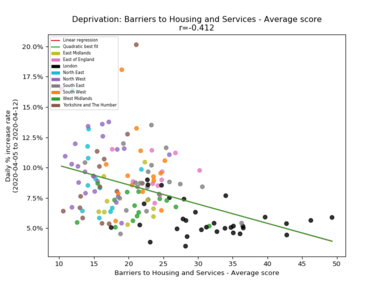 Deprivation: Barriers to Housing and Services - Average score
r=-0.412
Daily % increase rate
(2020-04-05 to 2020-04-12)
20.0%
17.5%
15.0%
12.5%
10.0%
7.5%
5.0%
Linear regression
Quadratic best fit
East Midlands
East of England
London
North East
North West
South East
South West
West Midlands
Yorkshire and The Humber
10 15 20 25 30 35 40 45 50
Barriers to Housing and Services - Average score